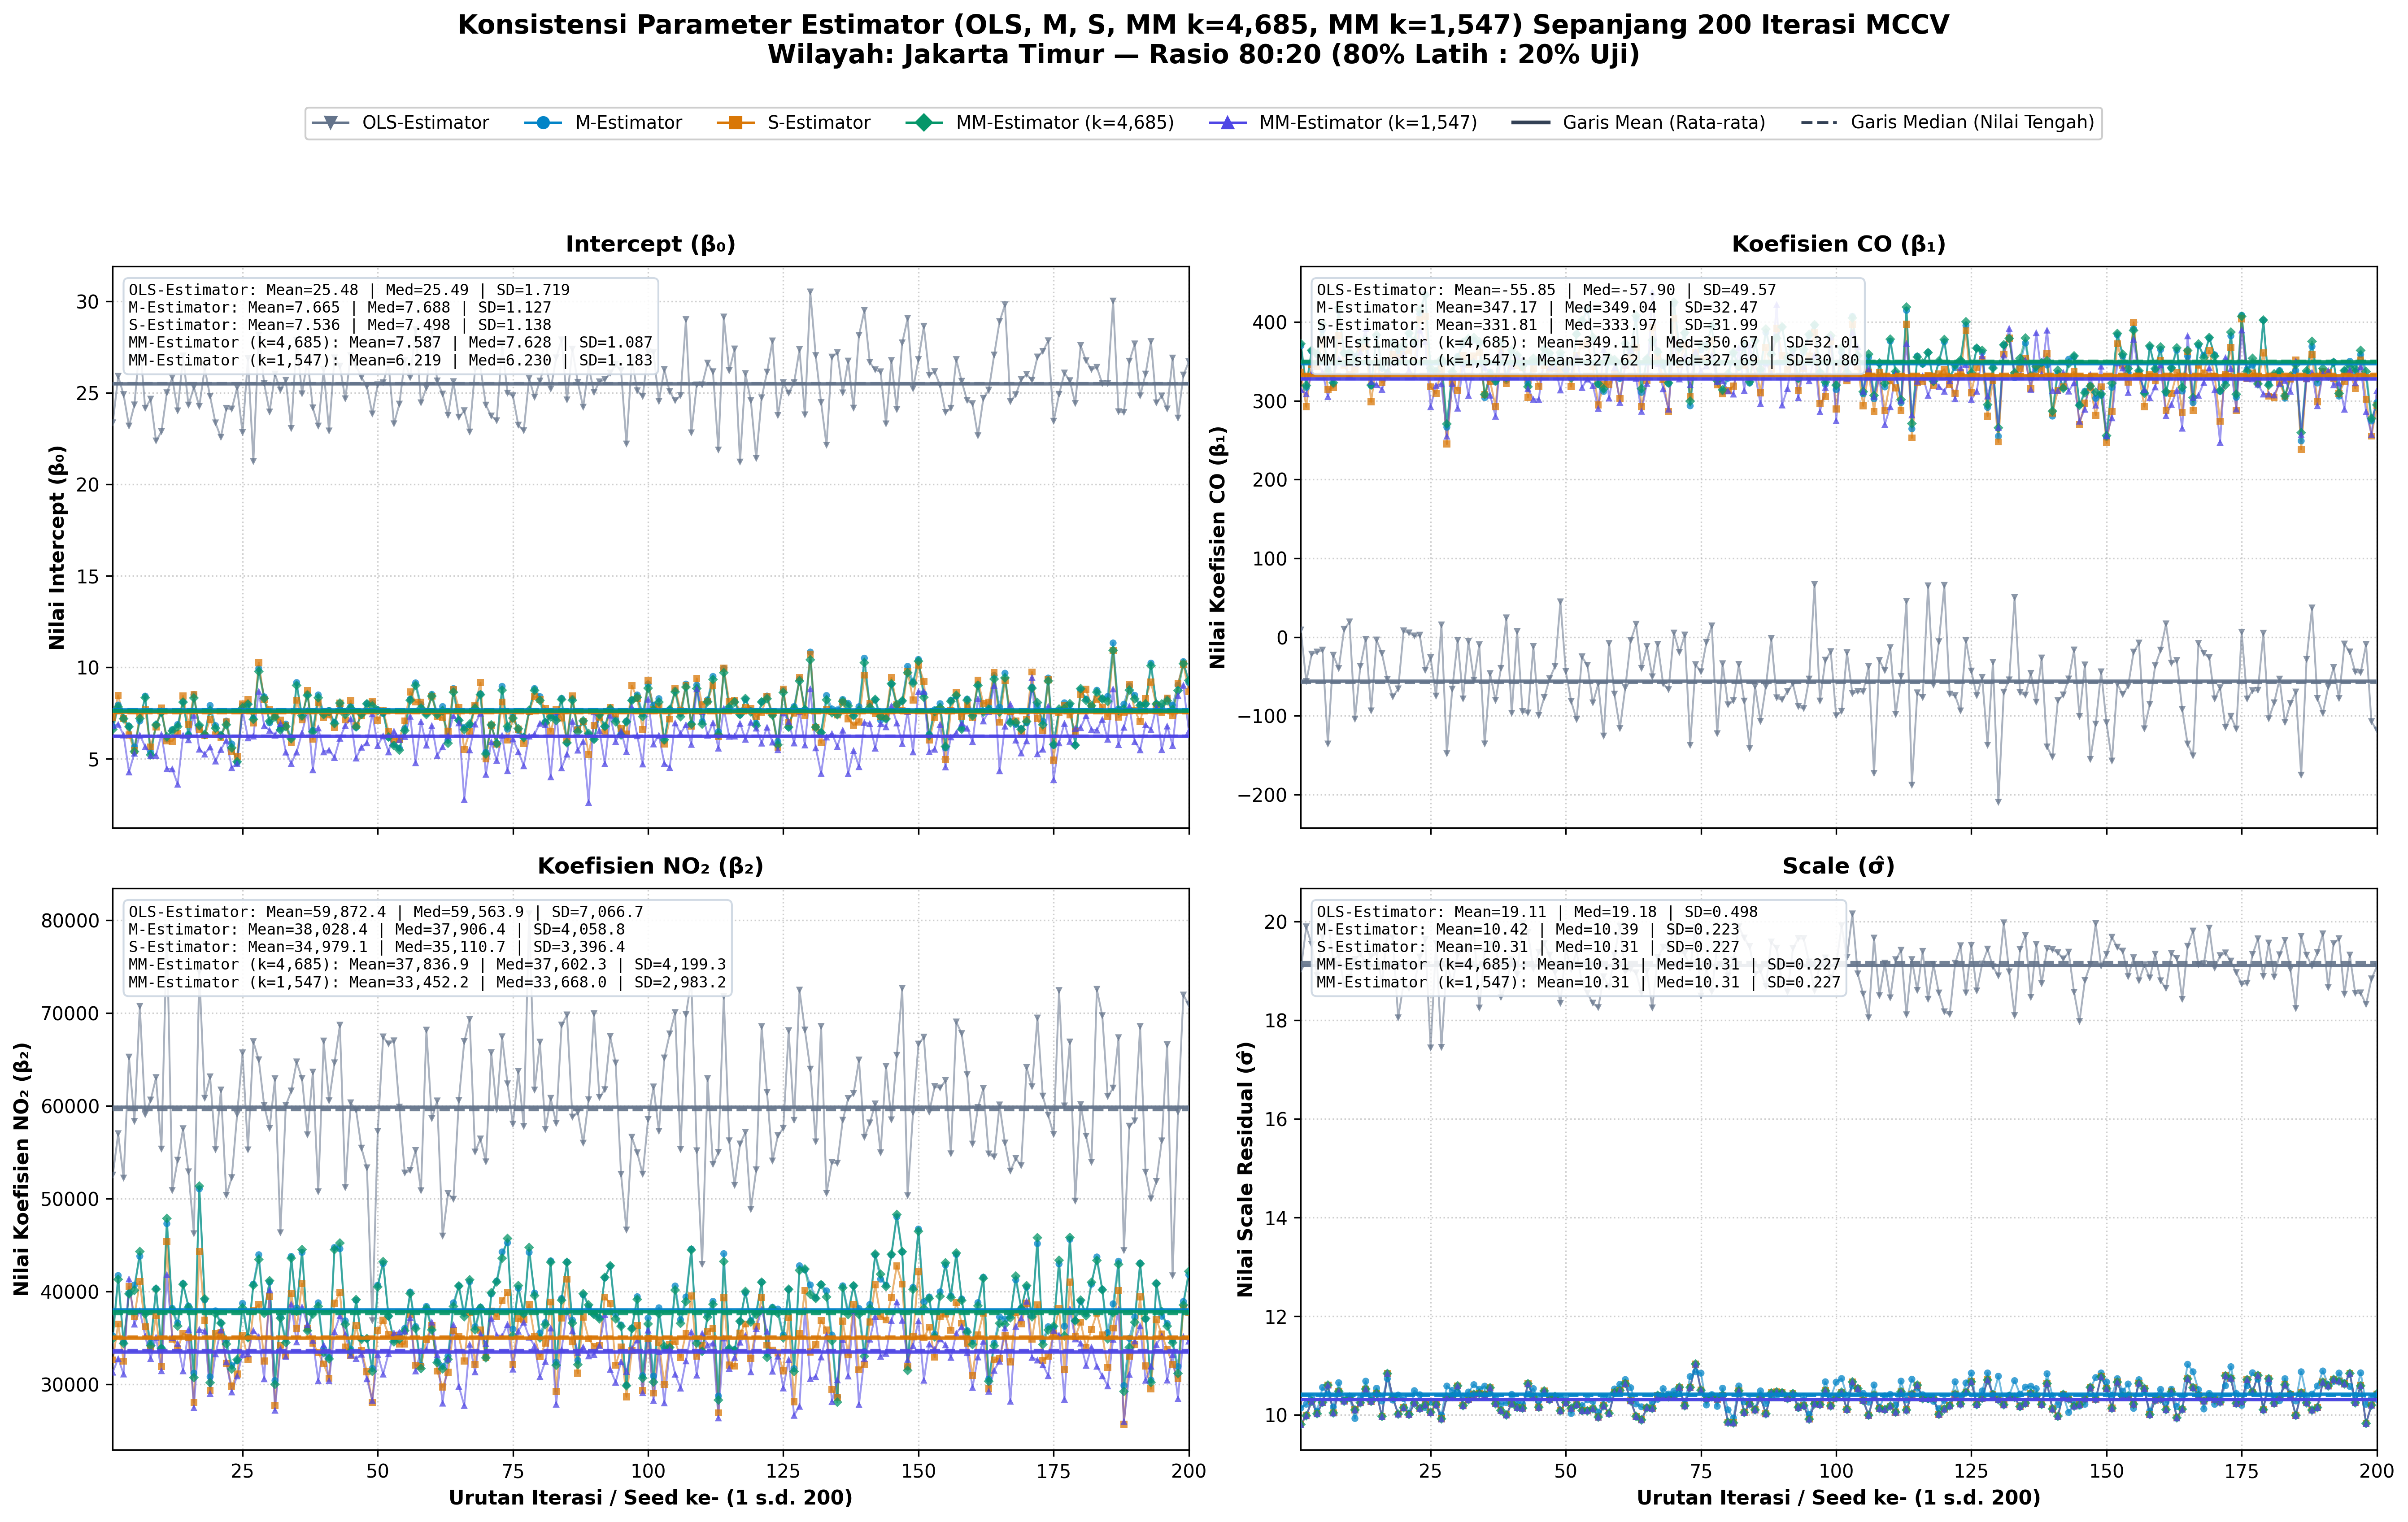 Konsistensi Parameter Estimator (OLS, M, S, MM k=4,685, MM k=1,547) Sepanjang 200 Iterasi MCCV
Wilayah: Jakarta Timur — Rasio 80:20 (80% Latih : 20% Uji)
OLS-Estimator M-Estimator S-Estimator MM-Estimator (k=4,685) MM-Estimator (k=1,547) Garis Mean (Rata-rata) Garis Median (Nilai Tengah)
Intercept (β₀)
OLS-Estimator: Mean=25.48 | Med=25.49 | SD=1.719
M-Estimator: Mean=7.665 | Med=7.688 | SD=1.127
S-Estimator: Mean=7.536 | Med=7.498 | SD=1.138
MM-Estimator (k=4,685): Mean=7.587 | Med=7.628 | SD=1.087
MM-Estimator (k=1,547): Mean=6.219 | Med=6.230 | SD=1.183
Nilai Intercept (β₀)
30
25
20
15
10
5
Koefisien CO (β₁)
OLS-Estimator: Mean=-55.85 | Med=-57.90 | SD=49.57
M-Estimator: Mean=347.17 | Med=349.04 | SD=32.47
S-Estimator: Mean=331.81 | Med=333.97 | SD=31.99
MM-Estimator (k=4,685): Mean=349.11 | Med=350.67 | SD=32.01
MM-Estimator (k=1,547): Mean=327.62 | Med=327.69 | SD=30.80
Nilai Koefisien CO (β₁)
400
300
200
100
0
−100
−200
Koefisien NO₂ (β₂)
OLS-Estimator: Mean=59,872.4 | Med=59,563.9 | SD=7,066.7
M-Estimator: Mean=38,028.4 | Med=37,906.4 | SD=4,058.8
S-Estimator: Mean=34,979.1 | Med=35,110.7 | SD=3,396.4
MM-Estimator (k=4,685): Mean=37,836.9 | Med=37,602.3 | SD=4,199.3
MM-Estimator (k=1,547): Mean=33,452.2 | Med=33,668.0 | SD=2,983.2
Nilai Koefisien NO₂ (β₂)
80000
70000
60000
50000
40000
30000
25 50 75 100 125 150 175 200
Urutan Iterasi / Seed ke- (1 s.d. 200)
Scale (σ̂)
OLS-Estimator: Mean=19.11 | Med=19.18 | SD=0.498
M-Estimator: Mean=10.42 | Med=10.39 | SD=0.223
S-Estimator: Mean=10.31 | Med=10.31 | SD=0.227
MM-Estimator (k=4,685): Mean=10.31 | Med=10.31 | SD=0.227
MM-Estimator (k=1,547): Mean=10.31 | Med=10.31 | SD=0.227
Nilai Scale Residual (σ̂)
20
18
16
14
12
10
25 50 75 100 125 150 175 200
Urutan Iterasi / Seed ke- (1 s.d. 200)